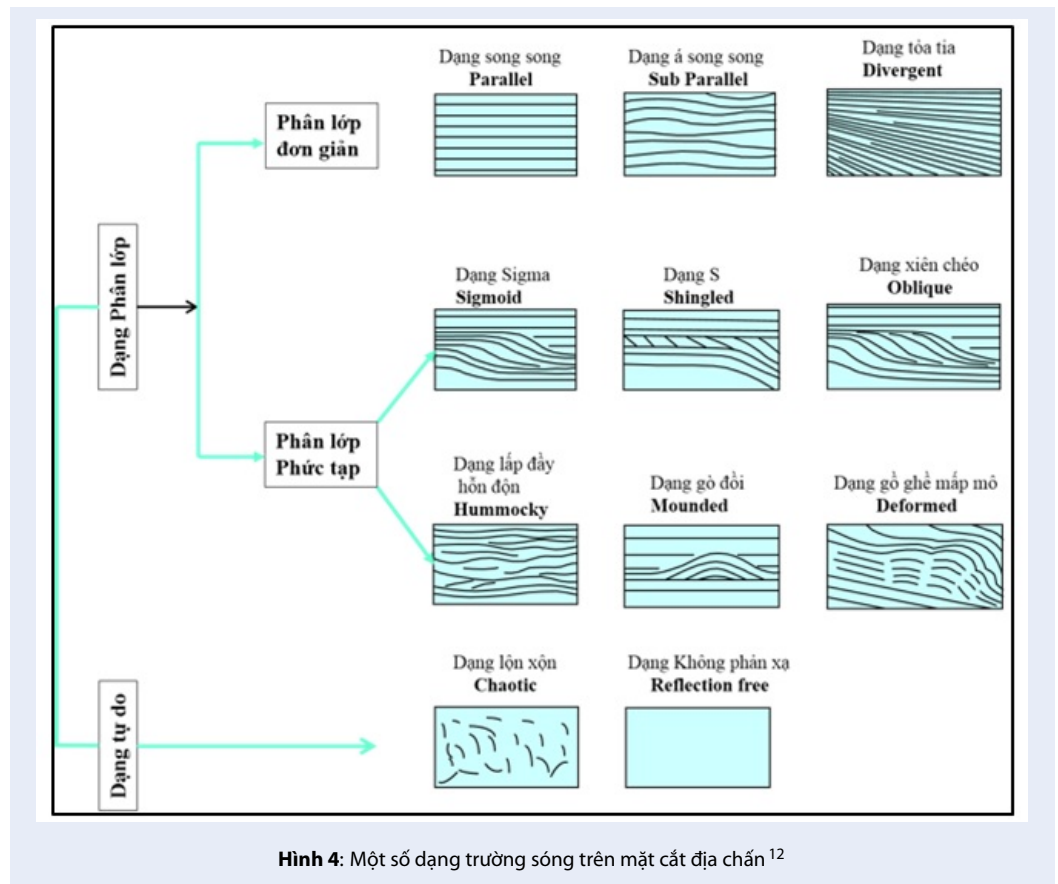 Dạng song song
Parallel
Dạng á song song
Sub Parallel
Dạng tỏa tia
Divergent
Phân lớp
đơn giản
Dạng Phân lớp
Dạng Sigma
Sigmoid
Dạng S
Shingled
Dạng xiên chéo
Oblique
Phân lớp
Phức tạp
Dạng lấp đầy
hỗn độn
Hummocky
Dạng gò đồi
Mounded
Dạng gồ ghề mấp mô
Deformed
Dạng tự do
Dạng lộn xộn
Chaotic
Dạng Không phản xạ
Reflection free
Hình 4: Một số dạng trường sóng trên mặt cắt địa chấn 12